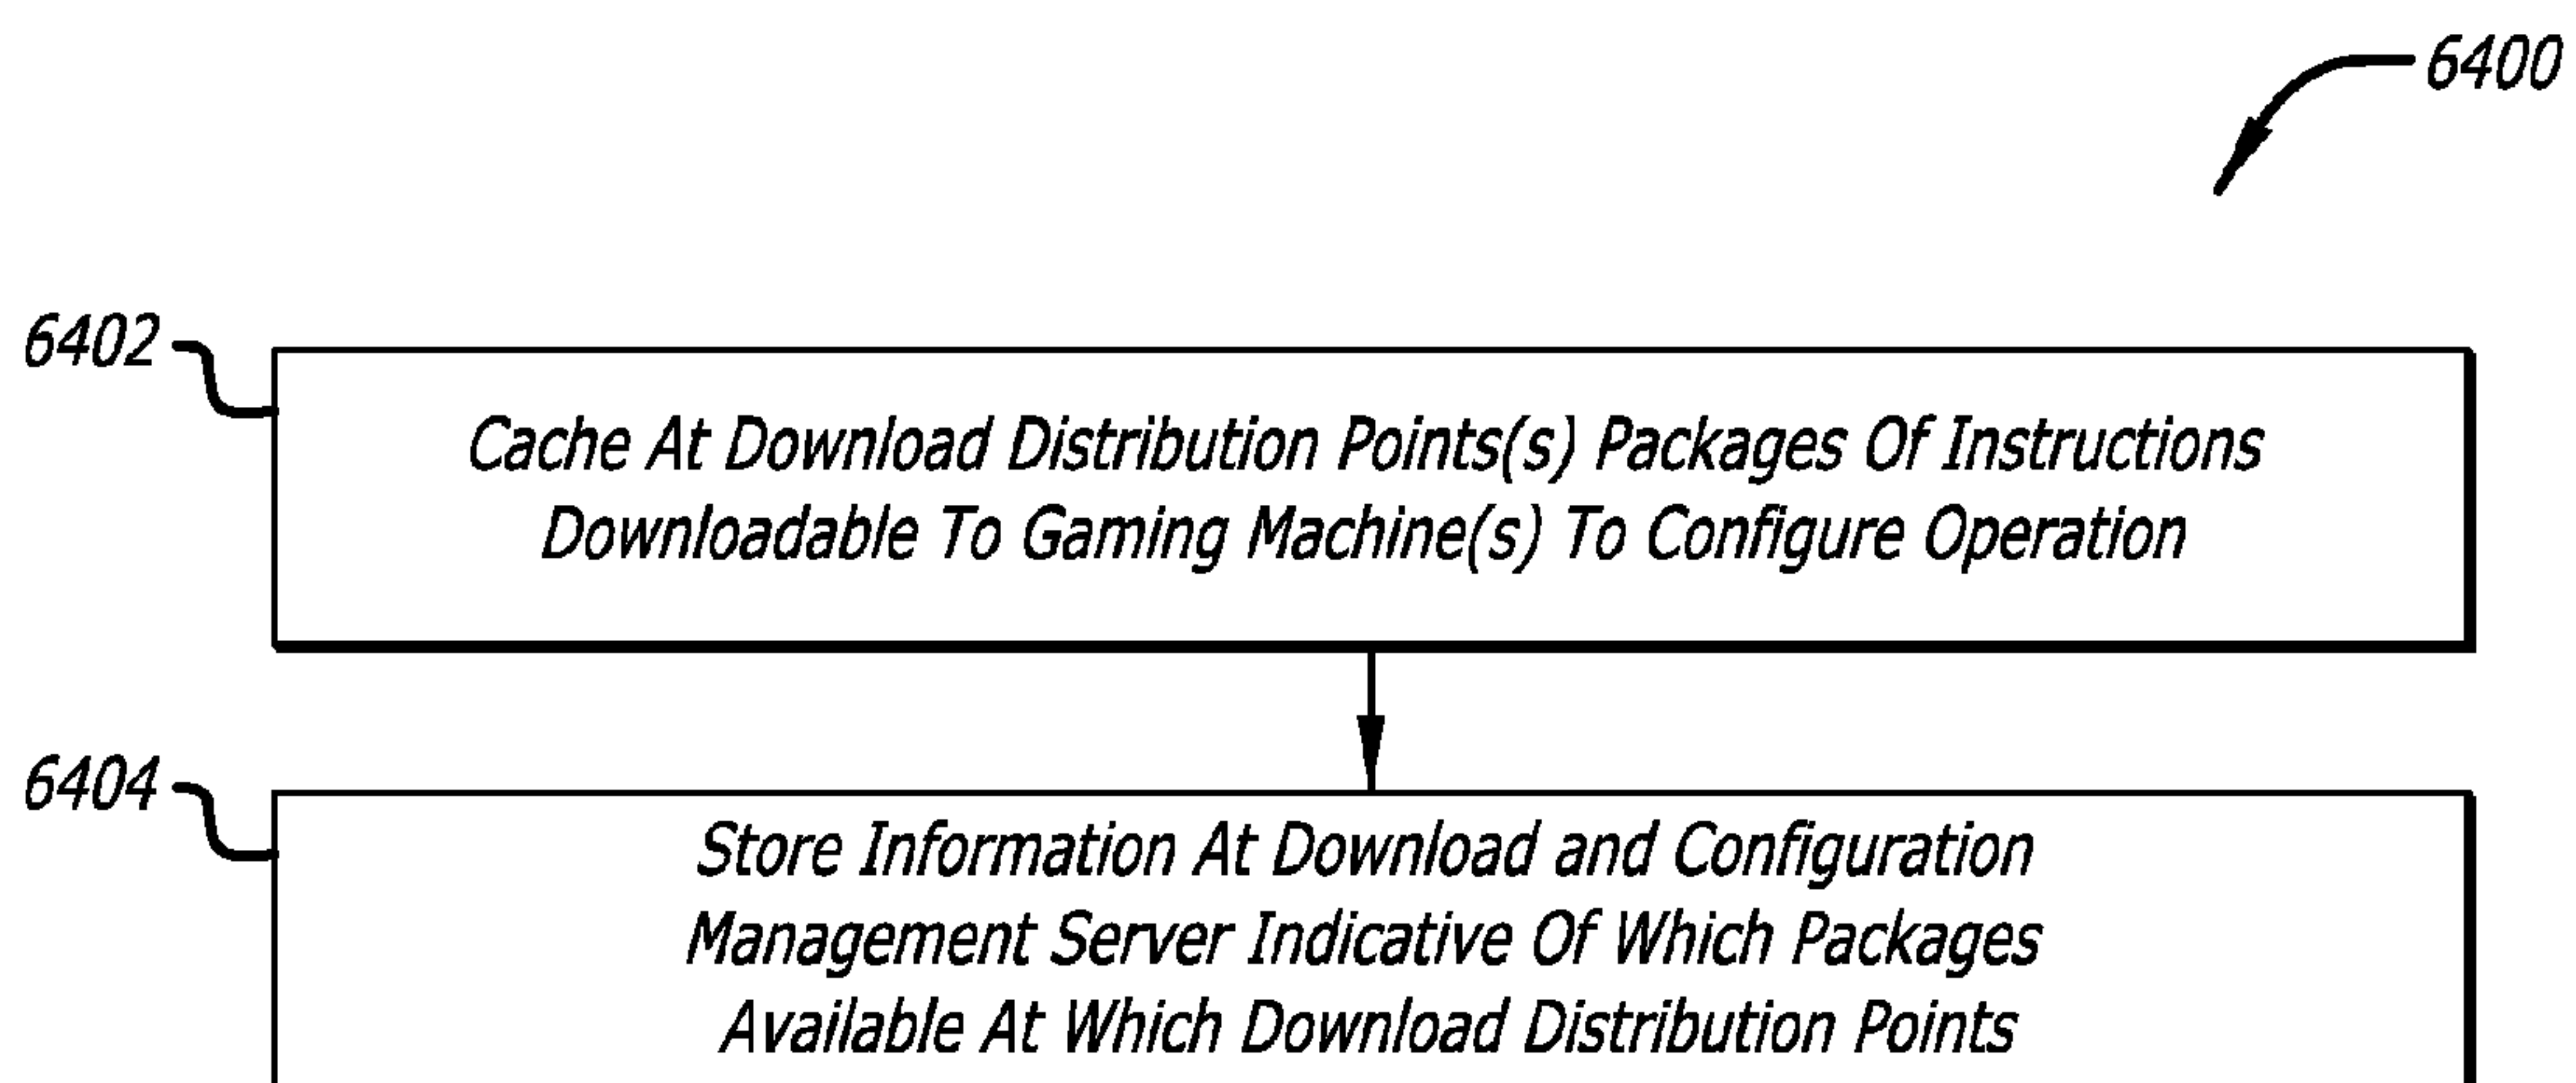 6400
6402
Cache At Download Distribution Points(s) Packages Of Instructions
Downloadable To Gaming Machine(s) To Configure Operation
6404
Store Information At Download and Configuration
Management Server Indicative Of Which Packages
Available At Which Download Distribution Points